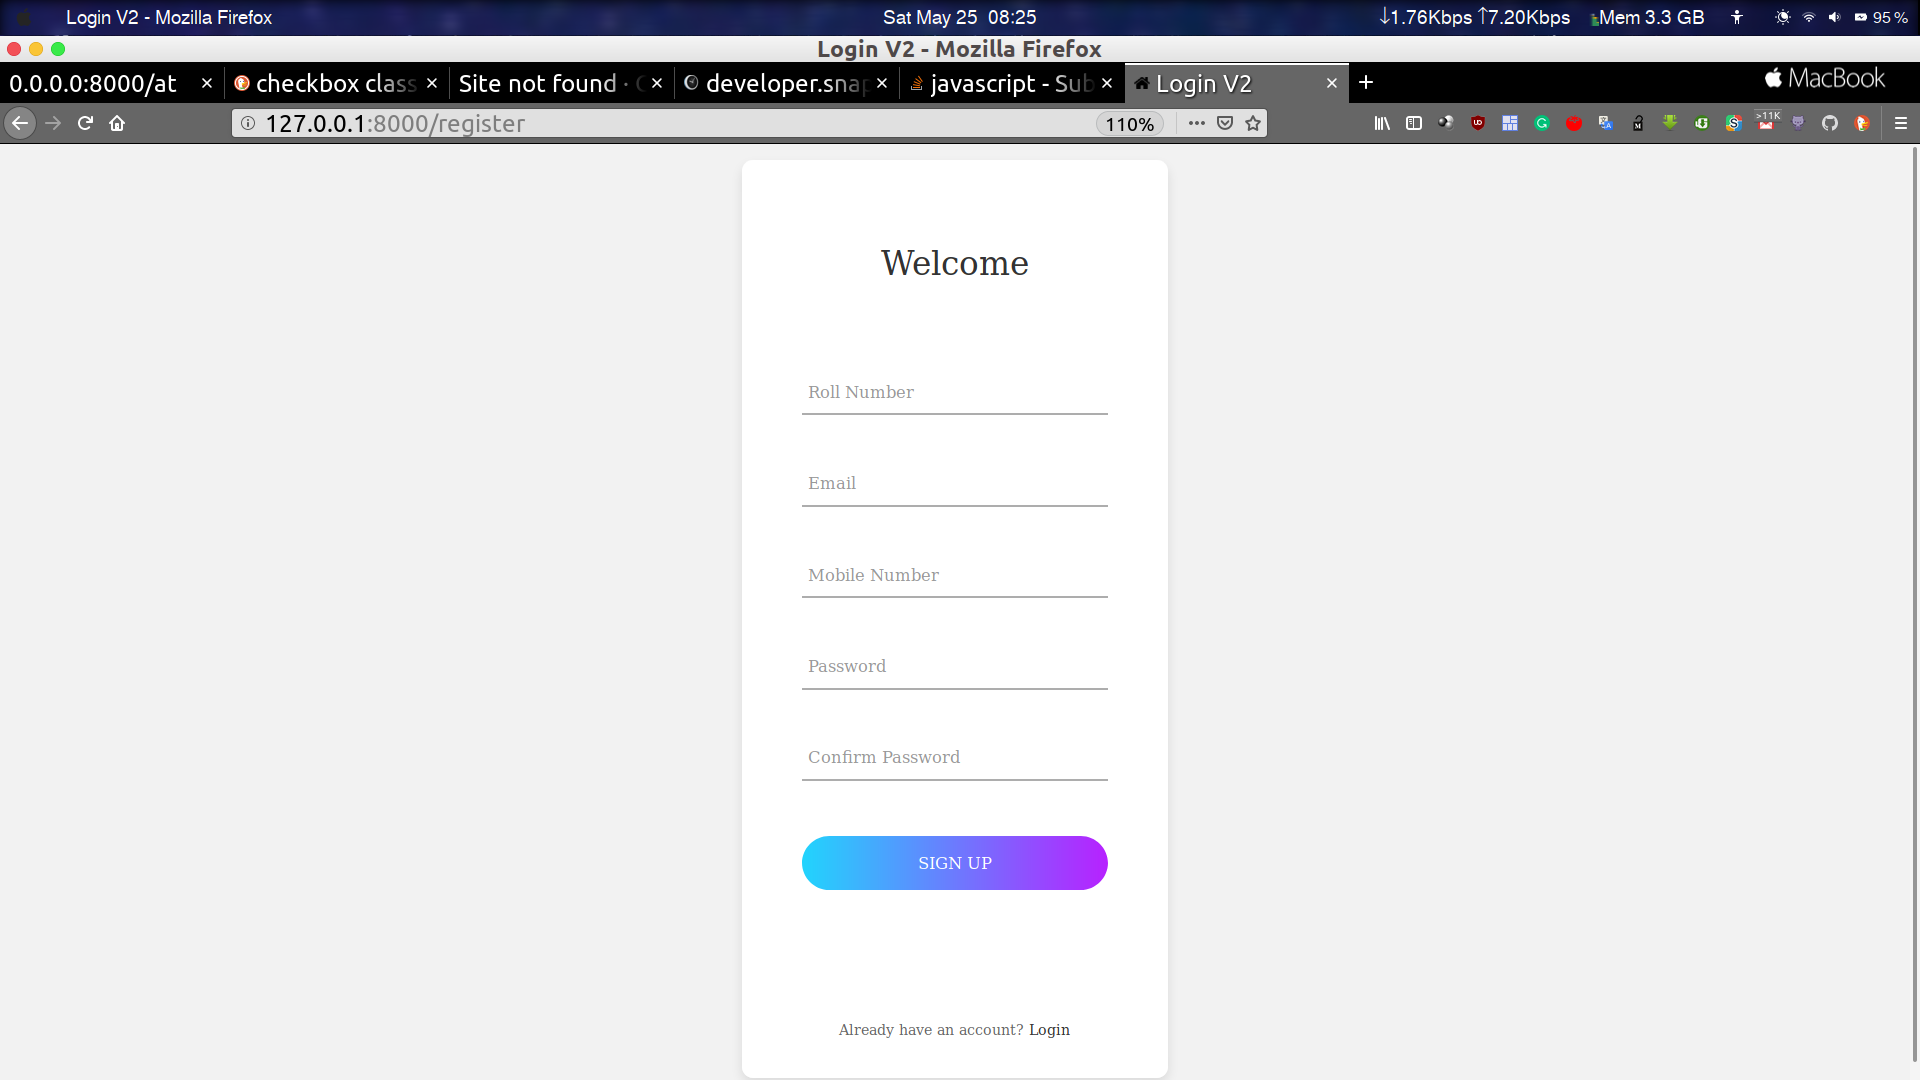 Login V2 - Mozilla Firefox
Sat May 25 08:25
↓1.76Kbps ↑7.20Kbps
Mem 3.3 GB
95 %
Login V2 - Mozilla Firefox
0.0.0.0:8000/at
checkbox class
Site not found ·
developer.snap
javascript - Sub
Login V2
MacBook
127.0.0.1:8000/register
110%
>11K
Welcome
Roll Number
Email
Mobile Number
Password
Confirm Password
SIGN UP
Already have an account? Login